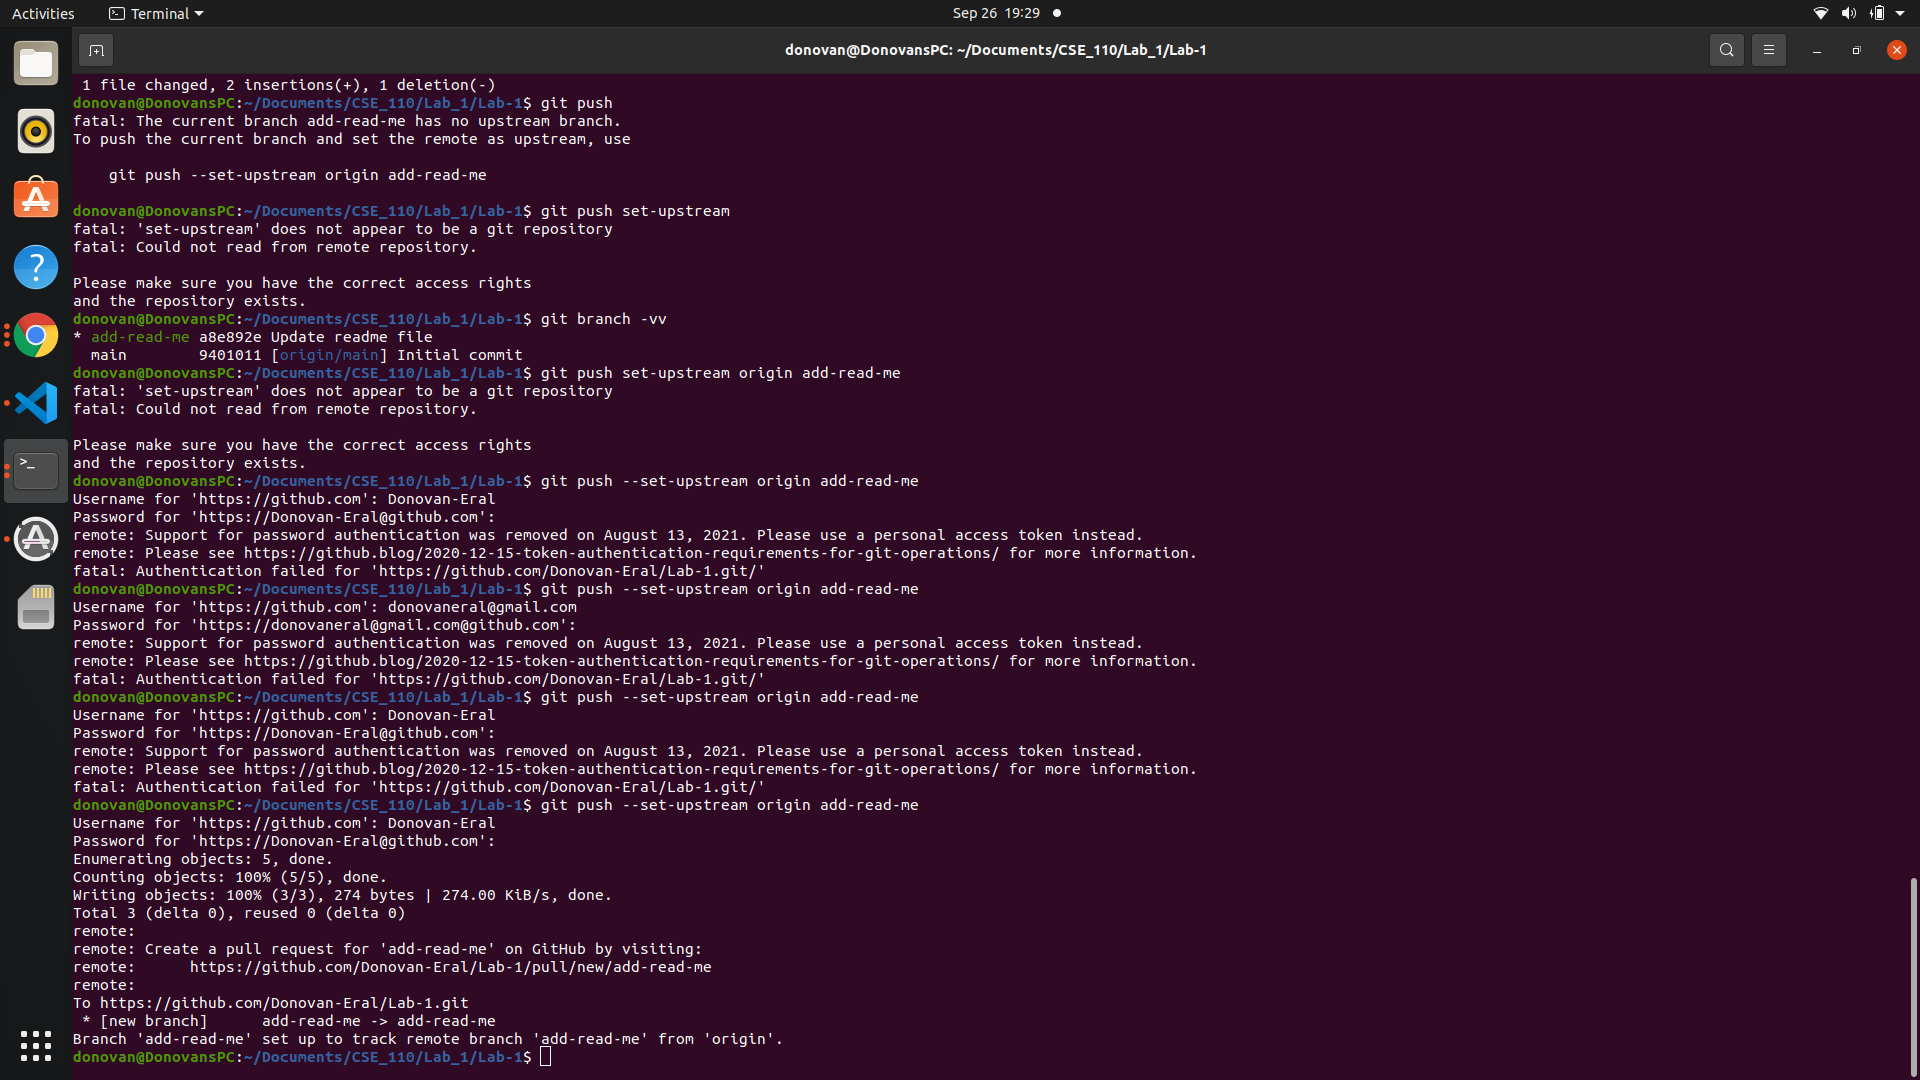 Activities
Terminal
Sep 26 19:29
donovan@DonovansPC: ~/Documents/CSE_110/Lab_1/Lab-1
 1 file changed, 2 insertions(+), 1 deletion(-)
donovan@DonovansPC:~/Documents/CSE_110/Lab_1/Lab-1$ git push
fatal: The current branch add-read-me has no upstream branch.
To push the current branch and set the remote as upstream, use
    git push --set-upstream origin add-read-me
donovan@DonovansPC:~/Documents/CSE_110/Lab_1/Lab-1$ git push set-upstream
fatal: 'set-upstream' does not appear to be a git repository
fatal: Could not read from remote repository.
Please make sure you have the correct access rights
and the repository exists.
donovan@DonovansPC:~/Documents/CSE_110/Lab_1/Lab-1$ git branch -vv
* add-read-me a8e892e Update readme file
  main        9401011 [origin/main] Initial commit
donovan@DonovansPC:~/Documents/CSE_110/Lab_1/Lab-1$ git push set-upstream origin add-read-me
fatal: 'set-upstream' does not appear to be a git repository
fatal: Could not read from remote repository.
Please make sure you have the correct access rights
and the repository exists.
donovan@DonovansPC:~/Documents/CSE_110/Lab_1/Lab-1$ git push --set-upstream origin add-read-me
Username for 'https://github.com': Donovan-Eral
Password for 'https://Donovan-Eral@github.com':
remote: Support for password authentication was removed on August 13, 2021. Please use a personal access token instead.
remote: Please see https://github.blog/2020-12-15-token-authentication-requirements-for-git-operations/ for more information.
fatal: Authentication failed for 'https://github.com/Donovan-Eral/Lab-1.git/'
donovan@DonovansPC:~/Documents/CSE_110/Lab_1/Lab-1$ git push --set-upstream origin add-read-me
Username for 'https://github.com': donovaneral@gmail.com
Password for 'https://donovaneral@gmail.com@github.com':
remote: Support for password authentication was removed on August 13, 2021. Please use a personal access token instead.
remote: Please see https://github.blog/2020-12-15-token-authentication-requirements-for-git-operations/ for more information.
fatal: Authentication failed for 'https://github.com/Donovan-Eral/Lab-1.git/'
donovan@DonovansPC:~/Documents/CSE_110/Lab_1/Lab-1$ git push --set-upstream origin add-read-me
Username for 'https://github.com': Donovan-Eral
Password for 'https://Donovan-Eral@github.com':
remote: Support for password authentication was removed on August 13, 2021. Please use a personal access token instead.
remote: Please see https://github.blog/2020-12-15-token-authentication-requirements-for-git-operations/ for more information.
fatal: Authentication failed for 'https://github.com/Donovan-Eral/Lab-1.git/'
donovan@DonovansPC:~/Documents/CSE_110/Lab_1/Lab-1$ git push --set-upstream origin add-read-me
Username for 'https://github.com': Donovan-Eral
Password for 'https://Donovan-Eral@github.com':
Enumerating objects: 5, done.
Counting objects: 100% (5/5), done.
Writing objects: 100% (3/3), 274 bytes | 274.00 KiB/s, done.
Total 3 (delta 0), reused 0 (delta 0)
remote:
remote: Create a pull request for 'add-read-me' on GitHub by visiting:
remote:      https://github.com/Donovan-Eral/Lab-1/pull/new/add-read-me
remote:
To https://github.com/Donovan-Eral/Lab-1.git
 * [new branch]      add-read-me -> add-read-me
Branch 'add-read-me' set up to track remote branch 'add-read-me' from 'origin'.
donovan@DonovansPC:~/Documents/CSE_110/Lab_1/Lab-1$